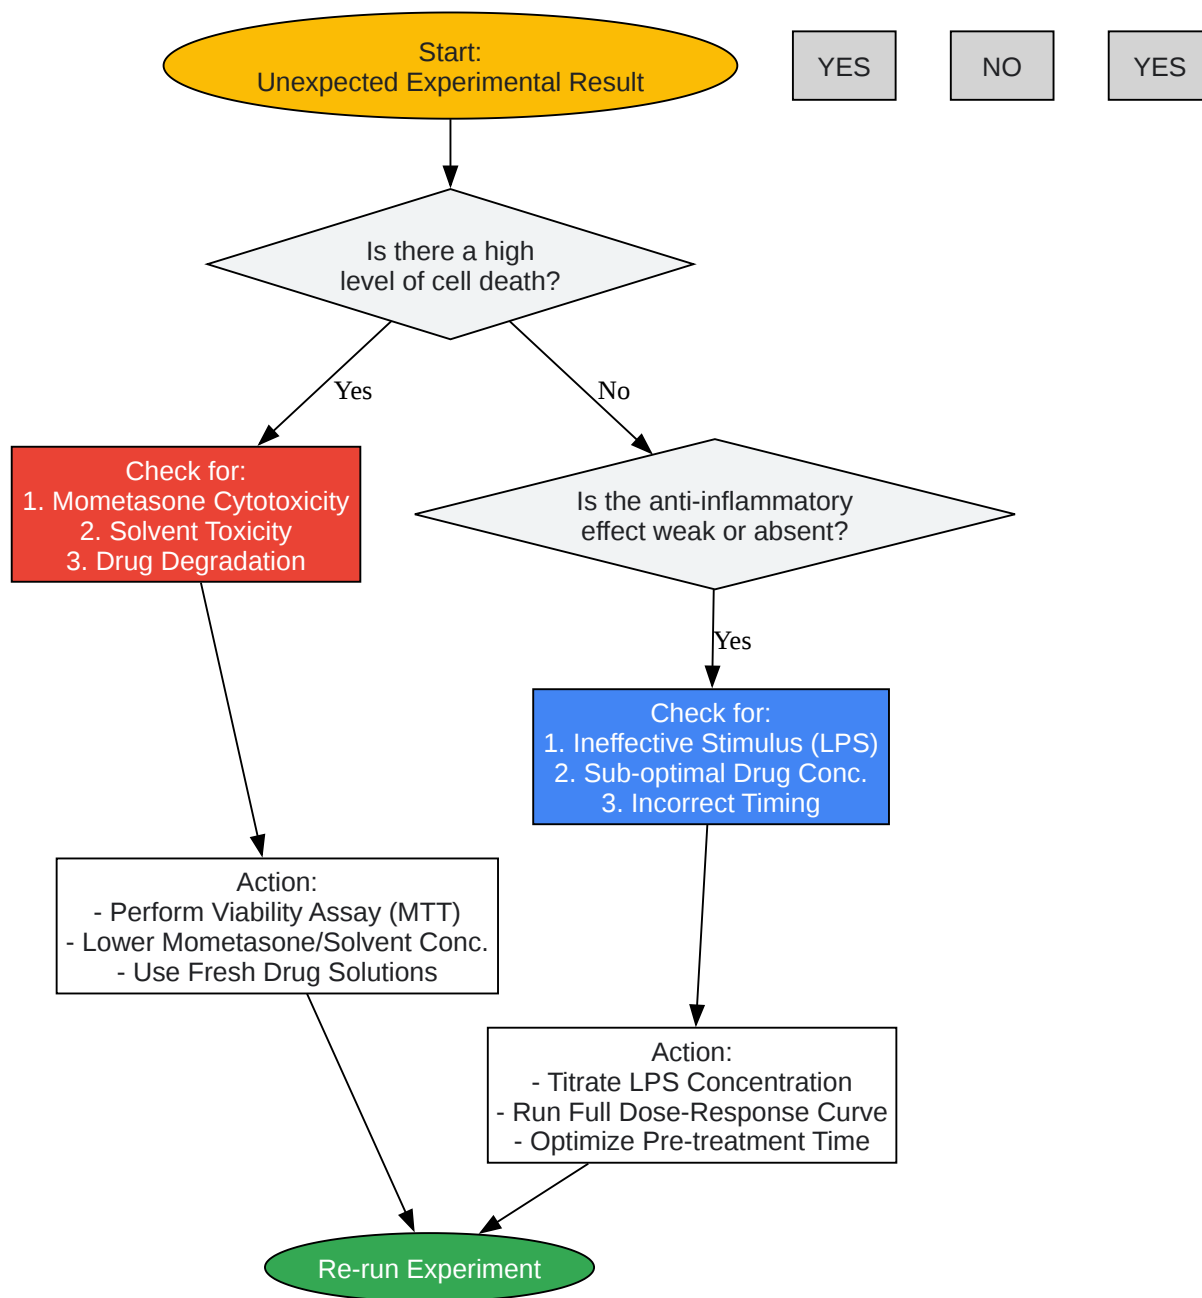 Start:
Unexpected Experimental Result
YES
NO
YES
Is there a high
level of cell death?
Yes
No
Check for:
1. Mometasone Cytotoxicity
2. Solvent Toxicity
3. Drug Degradation
Is the anti-inflammatory
effect weak or absent?
Yes
Check for:
1. Ineffective Stimulus (LPS)
2. Sub-optimal Drug Conc.
3. Incorrect Timing
Action:
- Perform Viability Assay (MTT)
- Lower Mometasone/Solvent Conc.
- Use Fresh Drug Solutions
Action:
- Titrate LPS Concentration
- Run Full Dose-Response Curve
- Optimize Pre-treatment Time
Re-run Experiment